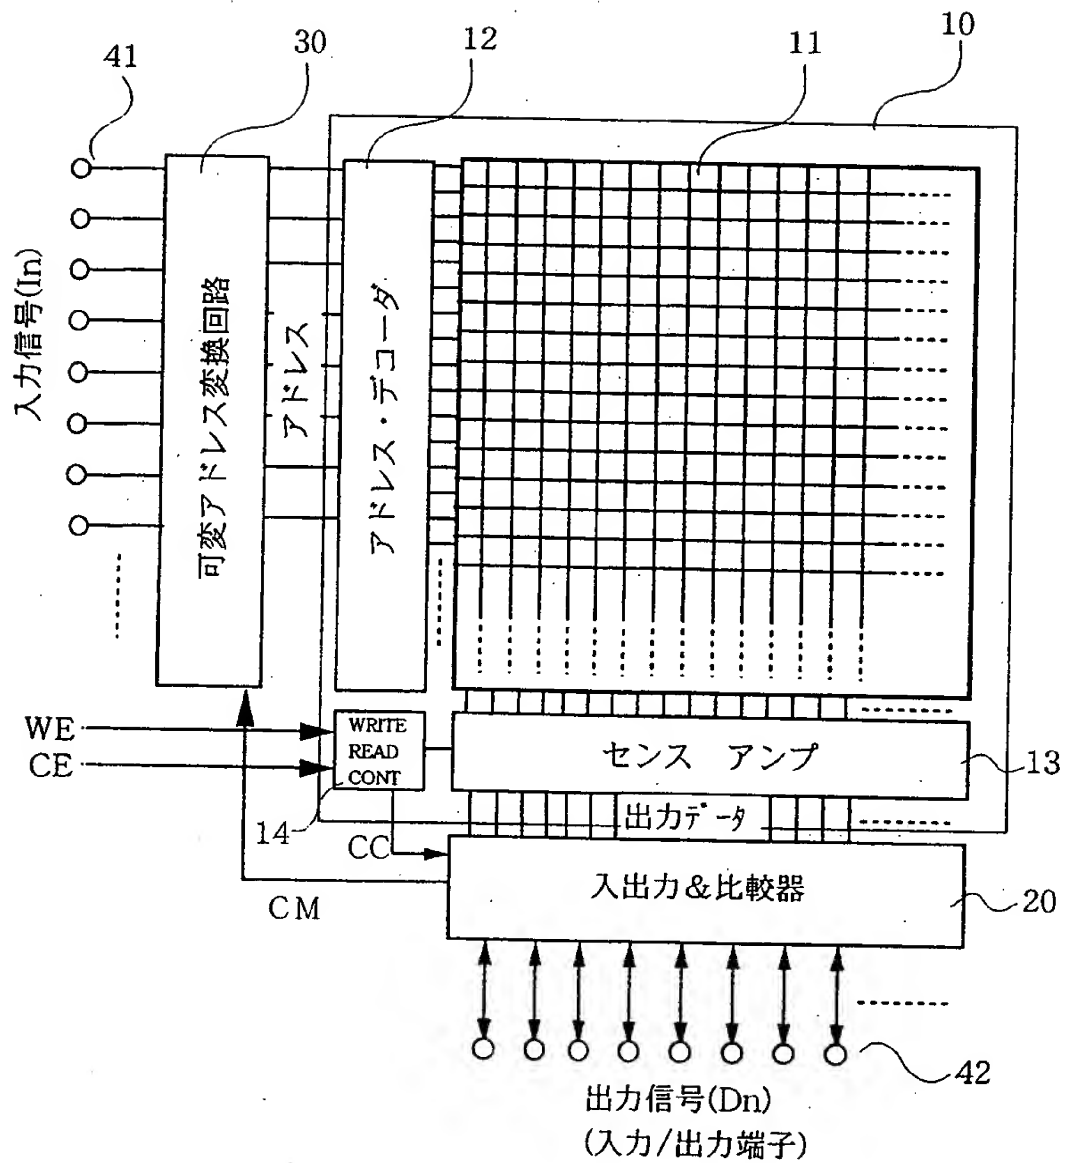 41
30
12
11
10
入力信号(In)
可変アドレス変換回路
アドレス
アドレス・デコーダ
WE
CE
WRITE
READ
CONT
センス アンプ
13
14
出力データ
CC
CM
入出力&比較器
20
42
出力信号(Dn)
(入力/出力端子)